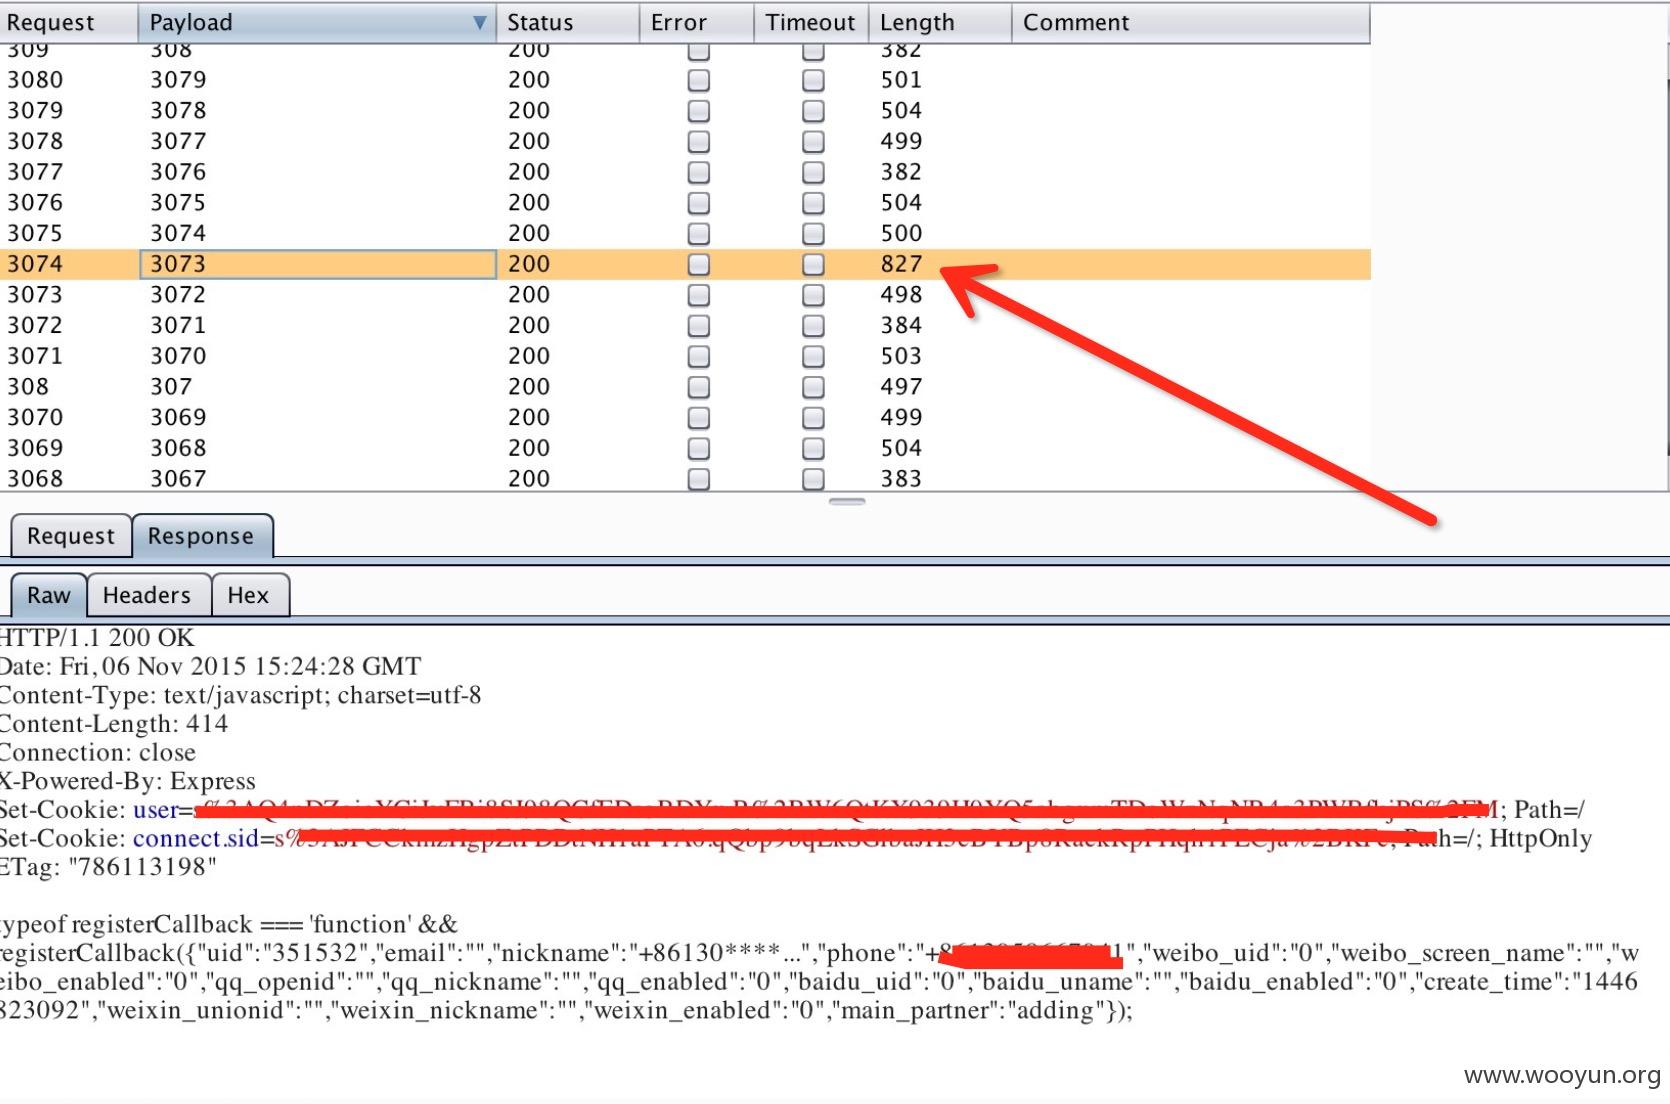 Request Payload Status Error Timeout Length Comment
309 308 200 382
3080 3079 200 501
3079 3078 200 504
3078 3077 200 499
3077 3076 200 382
3076 3075 200 504
3075 3074 200 500
3074 3073 200 827
3073 3072 200 498
3072 3071 200 384
3071 3070 200 503
308 307 200 497
3070 3069 200 499
3069 3068 200 504
3068 3067 200 383
Request Response
Raw Headers Hex
HTTP/1.1 200 OK
Date: Fri, 06 Nov 2015 15:24:28 GMT
Content-Type: text/javascript; charset=utf-8
Content-Length: 414
Connection: close
X-Powered-By: Express
Set-Cookie: user= ; Path=/
Set-Cookie: connect.sid= =/; HttpOnly
ETag: "786113198"
typeof registerCallback === 'function' &&
registerCallback({"uid":"351532","email":"","nickname":"+86130****...","phone":"+ ","weibo_uid":"0","weibo_screen_name":"","w
eibo_enabled":"0","qq_openid":"","qq_nickname":"","qq_enabled":"0","baidu_uid":"0","baidu_uname":"","baidu_enabled":"0","create_time":"1446
823092","weixin_unionid":"","weixin_nickname":"","weixin_enabled":"0","main_partner":"adding"});
www.wooyun.org